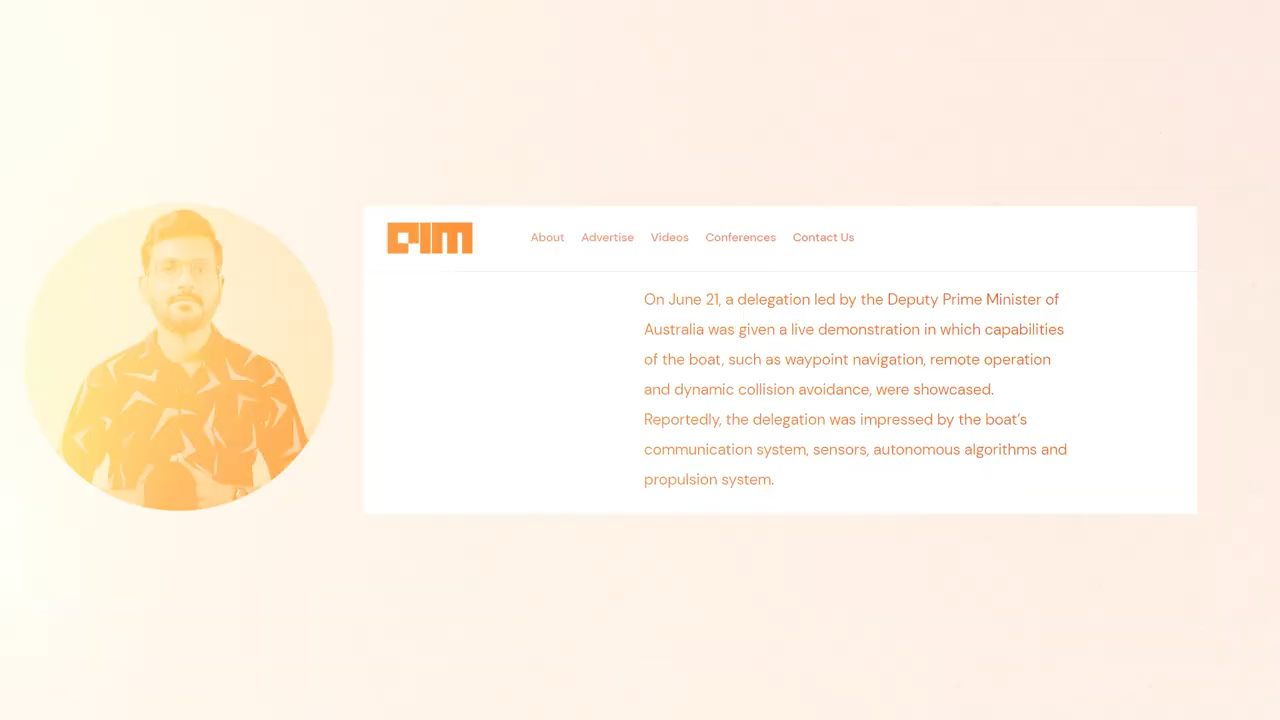 AIM
About Advertise Videos Conferences Contact Us
On June 21, a delegation led by the Deputy Prime Minister of
Australia was given a live demonstration in which capabilities
of the boat, such as waypoint navigation, remote operation
and dynamic collision avoidance, were showcased.
Reportedly, the delegation was impressed by the boat’s
communication system, sensors, autonomous algorithms and
propulsion system.